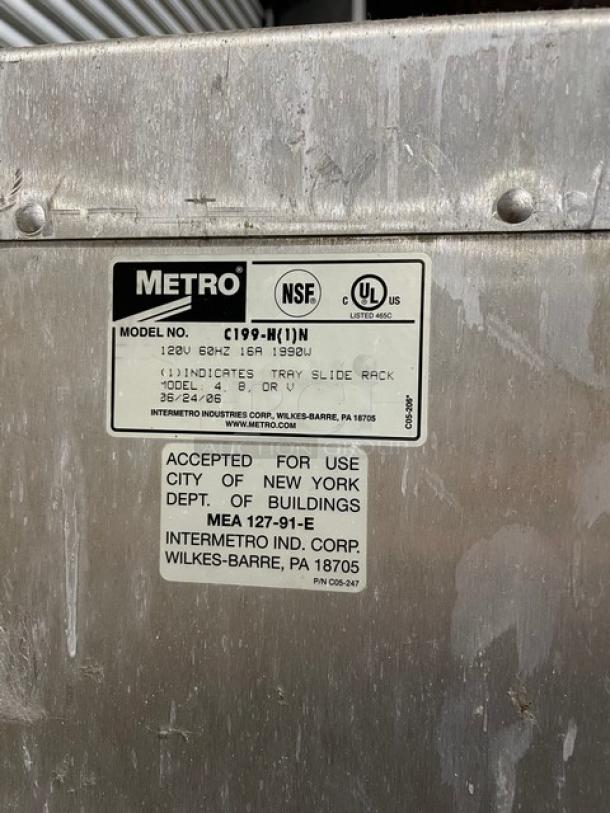 METRO®
NSF®
C UL® US
LISTED 465C
MODEL NO. C199-H(1)N
120V 60HZ 16A 1990W
(1)INDICATES TRAY SLIDE RACK
MODEL: 4, 8, OR V
06/24/06
INTERMETRO INDUSTRIES CORP., WILKES-BARRE, PA 18705
WWW.METRO.COM
C05-206*
ACCEPTED FOR USE
CITY OF NEW YORK
DEPT. OF BUILDINGS
MEA 127-91-E
INTERMETRO IND. CORP.
WILKES-BARRE, PA 18705
P/N C05-247